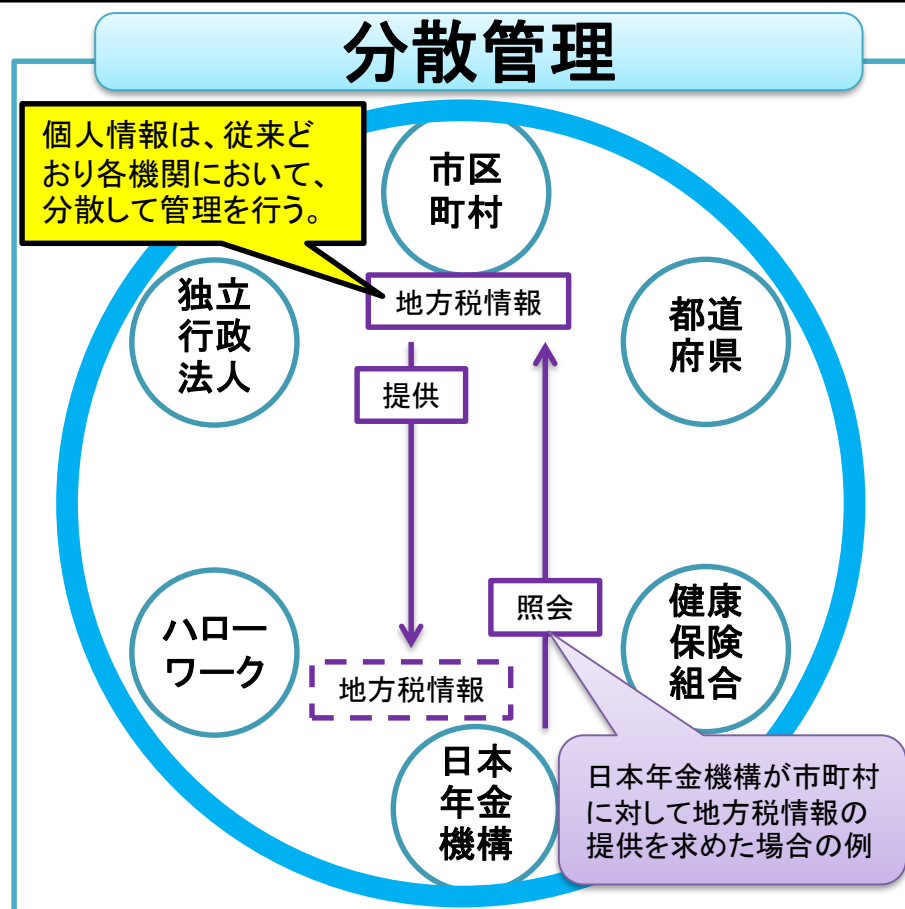 分散管理
個人情報は、従来ど
おり各機関において、
分散して管理を行う。
市区
町村
独立
行政
法人
地方税情報
都道
府県
提供
照会
ハロー
ワーク
健康
保険
組合
地方税情報
日本
年金
機構
日本年金機構が市町村
に対して地方税情報の
提供を求めた場合の例